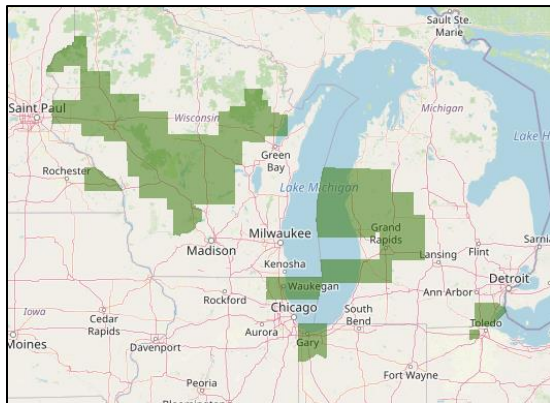 Sault Ste.
Marie
Saint Paul
Wisconsin
Michigan
Green
Bay
Lake H
Rochester
Lake Michigan
Grand
Rapids
Milwaukee
Madison
Lansing
Flint
Sarnia
Kenosha
Waukegan
Rockford
Ann Arbor
Detroit
Iowa
Cedar
Rapids
Chicago
South
Bend
Aurora
Gary
Toledo
Moines
Davenport
Fort Wayne
Peoria
Bloomington